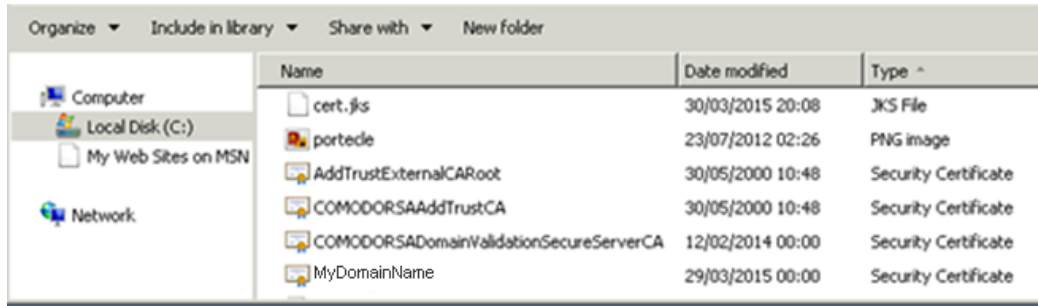 Organize Include in library Share with New folder
Name Date modified Type
Computer
Local Disk (C:)
My Web Sites on MSN
Network
cert.jks 30/03/2015 20:08 JKS File
portecle 23/07/2012 02:26 PNG image
AddTrustExternalCARoot 30/05/2000 10:48 Security Certificate
COMODORSAAddTrustCA 30/05/2000 10:48 Security Certificate
COMODORSADomainValidationSecureServerCA 12/02/2014 00:00 Security Certificate
MyDomainName 29/03/2015 00:00 Security Certificate